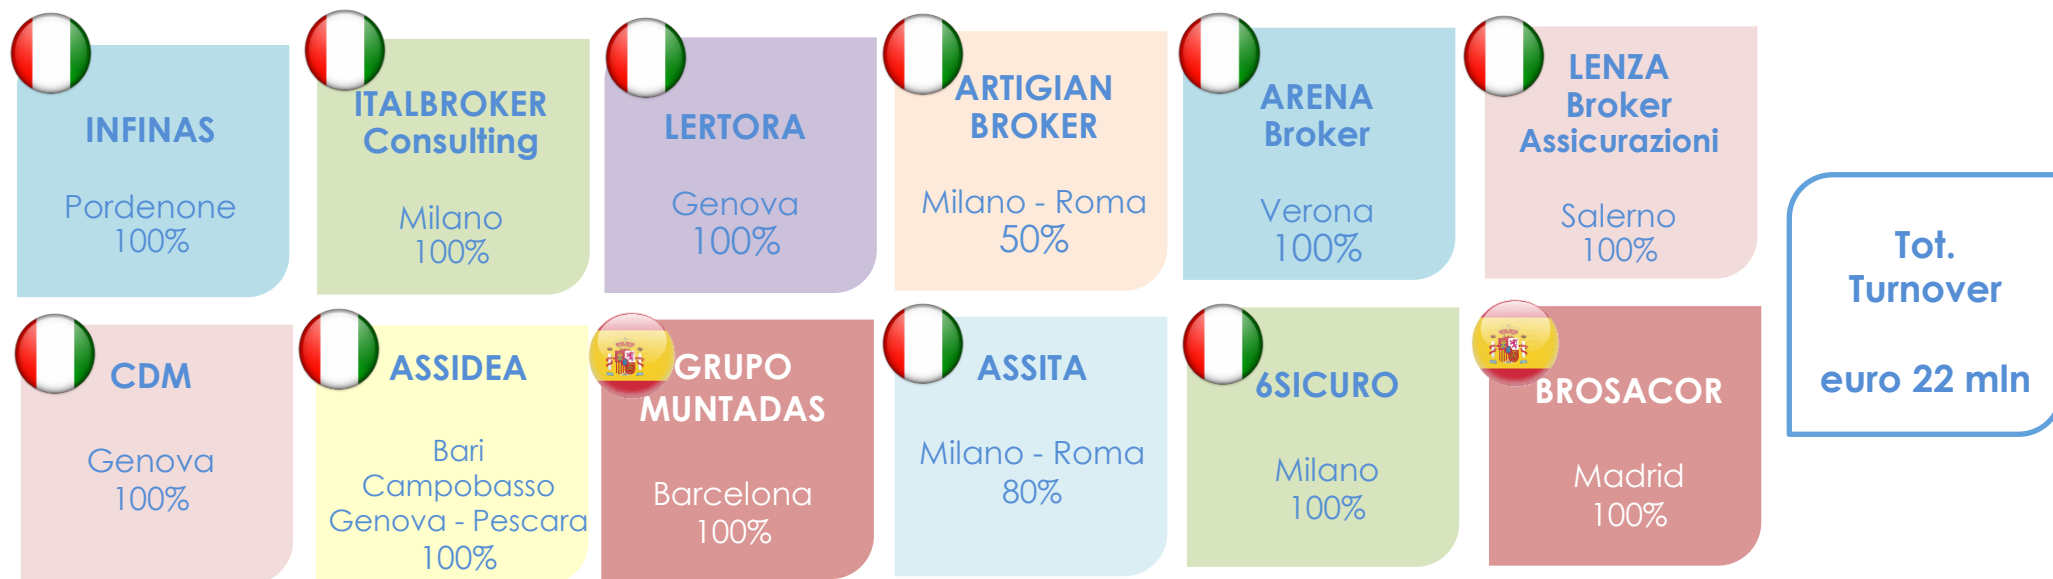 INFINAS
Pordenone
100%
ITALBROKER
Consulting
Milano
100%
LERTORA
Genova
100%
ARTIGIAN
BROKER
Milano - Roma
50%
ARENA
Broker
Verona
100%
LENZA
Broker
Assicurazioni
Salerno
100%
CDM
Genova
100%
ASSIDEA
Bari
Campobasso
Genova - Pescara
100%
GRUPO
MUNTADAS
Barcelona
100%
ASSITA
Milano - Roma
80%
6SICURO
Milano
100%
BROSACOR
Madrid
100%
Tot.
Turnover
euro 22 mln